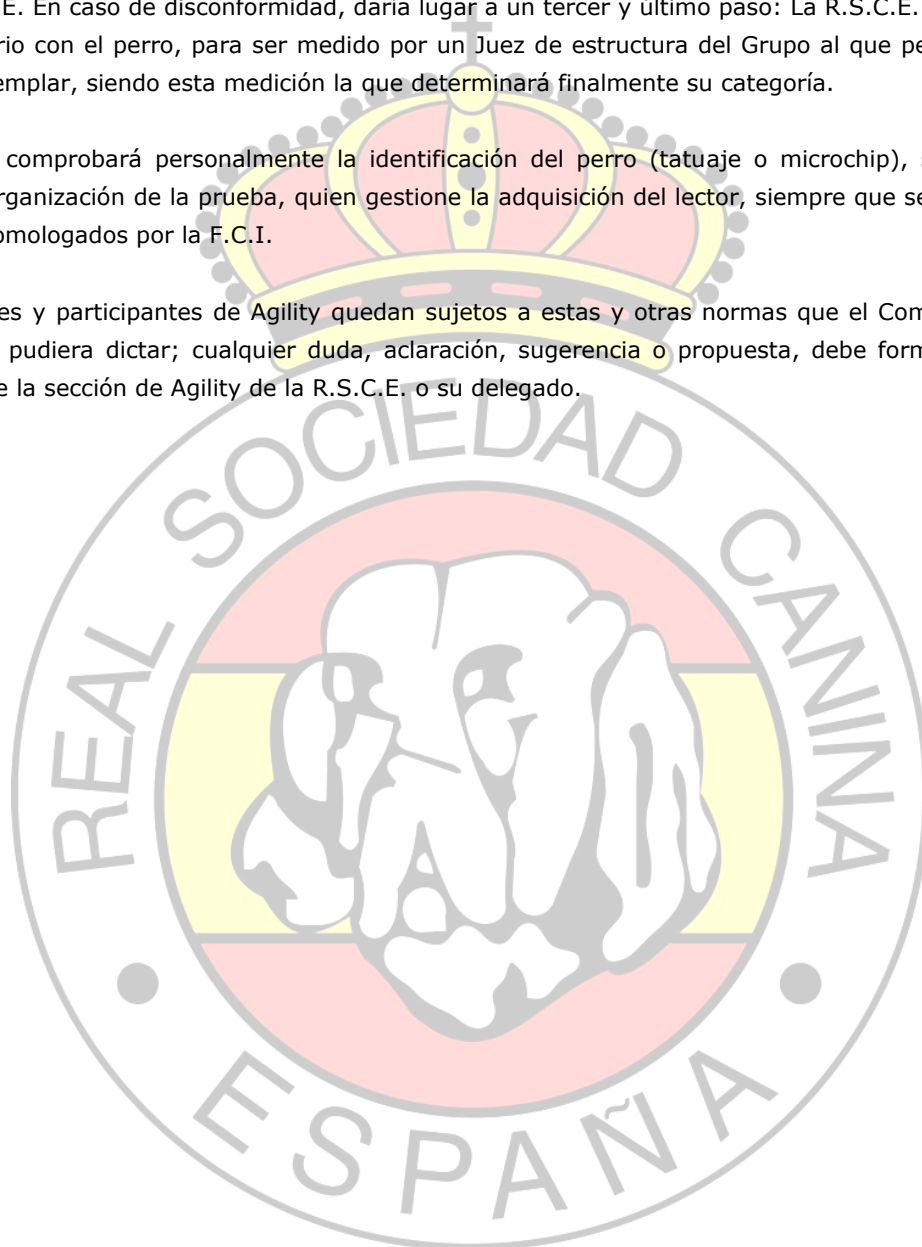 E. En caso de disconformidad, daría lugar a un tercer y último paso: La R.S.C.E.
rio con el perro, para ser medido por un Juez de estructura del Grupo al que pe
emplar, siendo esta medición la que determinará finalmente su categoría.
comprobará personalmente la identificación del perro (tatuaje o microchip), s
rganización de la prueba, quien gestione la adquisición del lector, siempre que se
omologados por la F.C.I.
es y participantes de Agility quedan sujetos a estas y otras normas que el Com
pudiera dictar; cualquier duda, aclaración, sugerencia o propuesta, debe form
e la sección de Agility de la R.S.C.E. o su delegado.
REAL SOCIEDAD CANINA
ESPAÑA